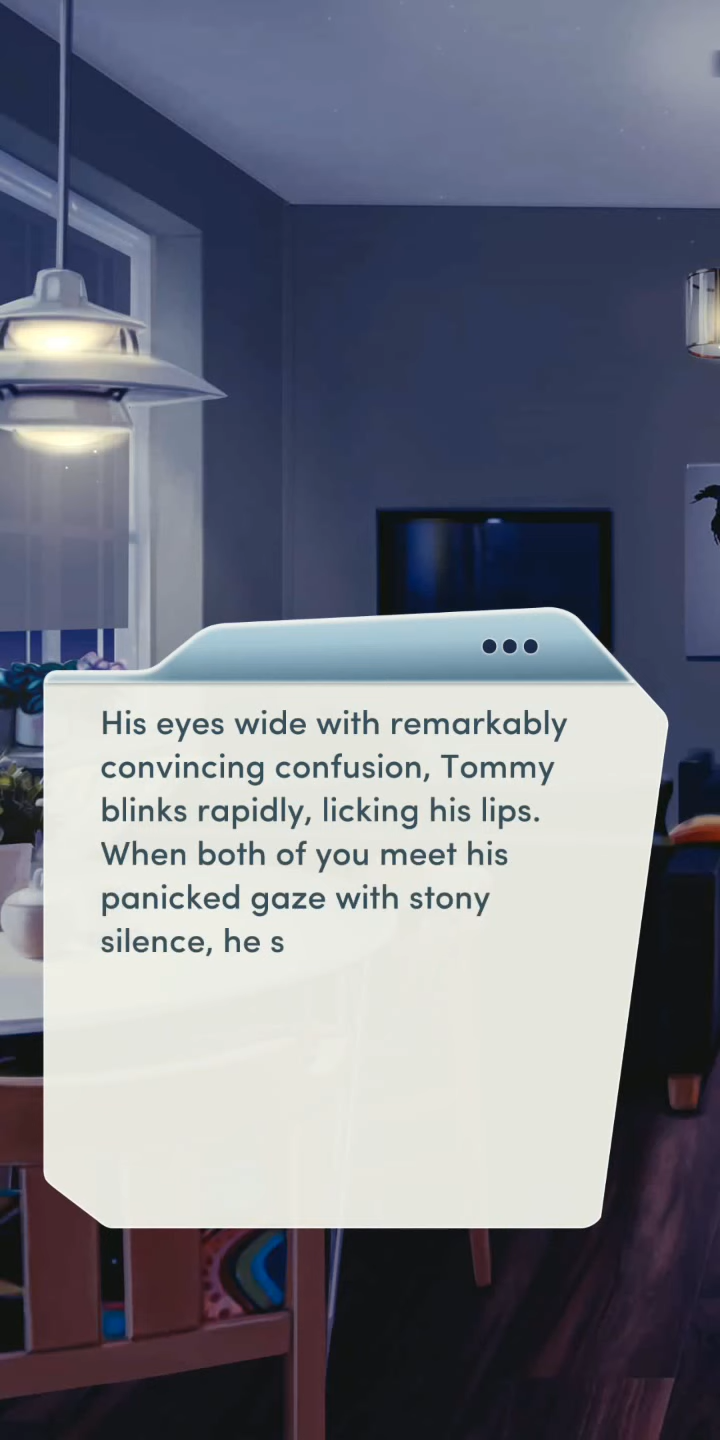 His eyes wide with remarkably
convincing confusion, Tommy
blinks rapidly, licking his lips.
When both of you meet his
panicked gaze with stony
silence, he s